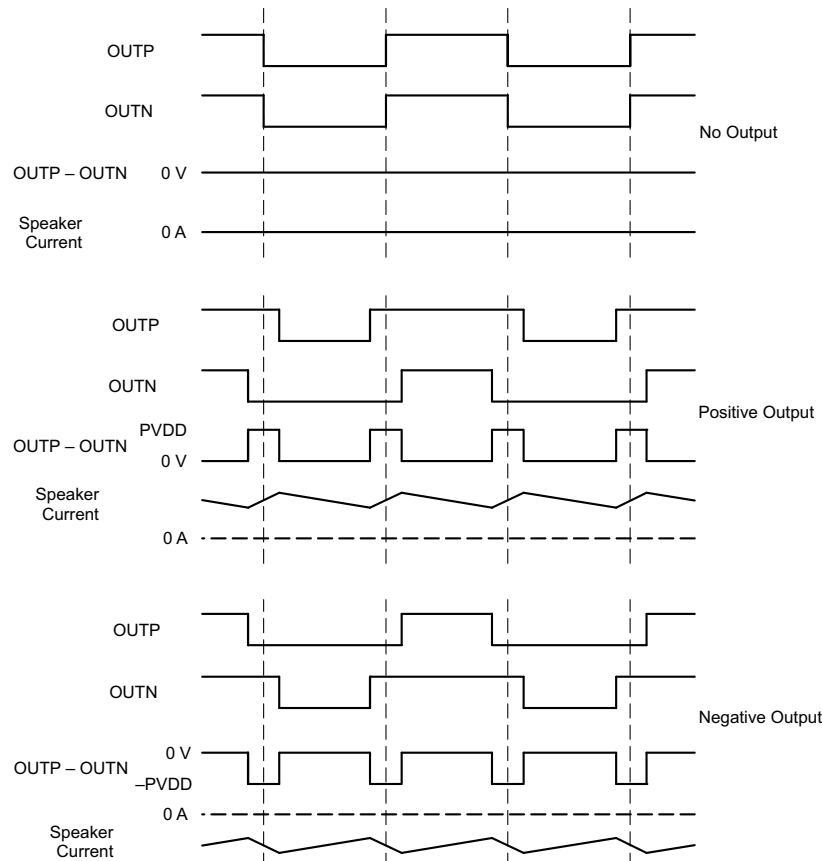 OUTP
OUTN
No Output
OUTP – OUTN 0 V
Speaker
Current
0 A
OUTP
OUTN
Positive Output
PVDD
OUTP – OUTN
0 V
Speaker
Current
0 A
OUTP
OUTN
Negative Output
0 V
OUTP – OUTN
–PVDD
0 A
Speaker
Current